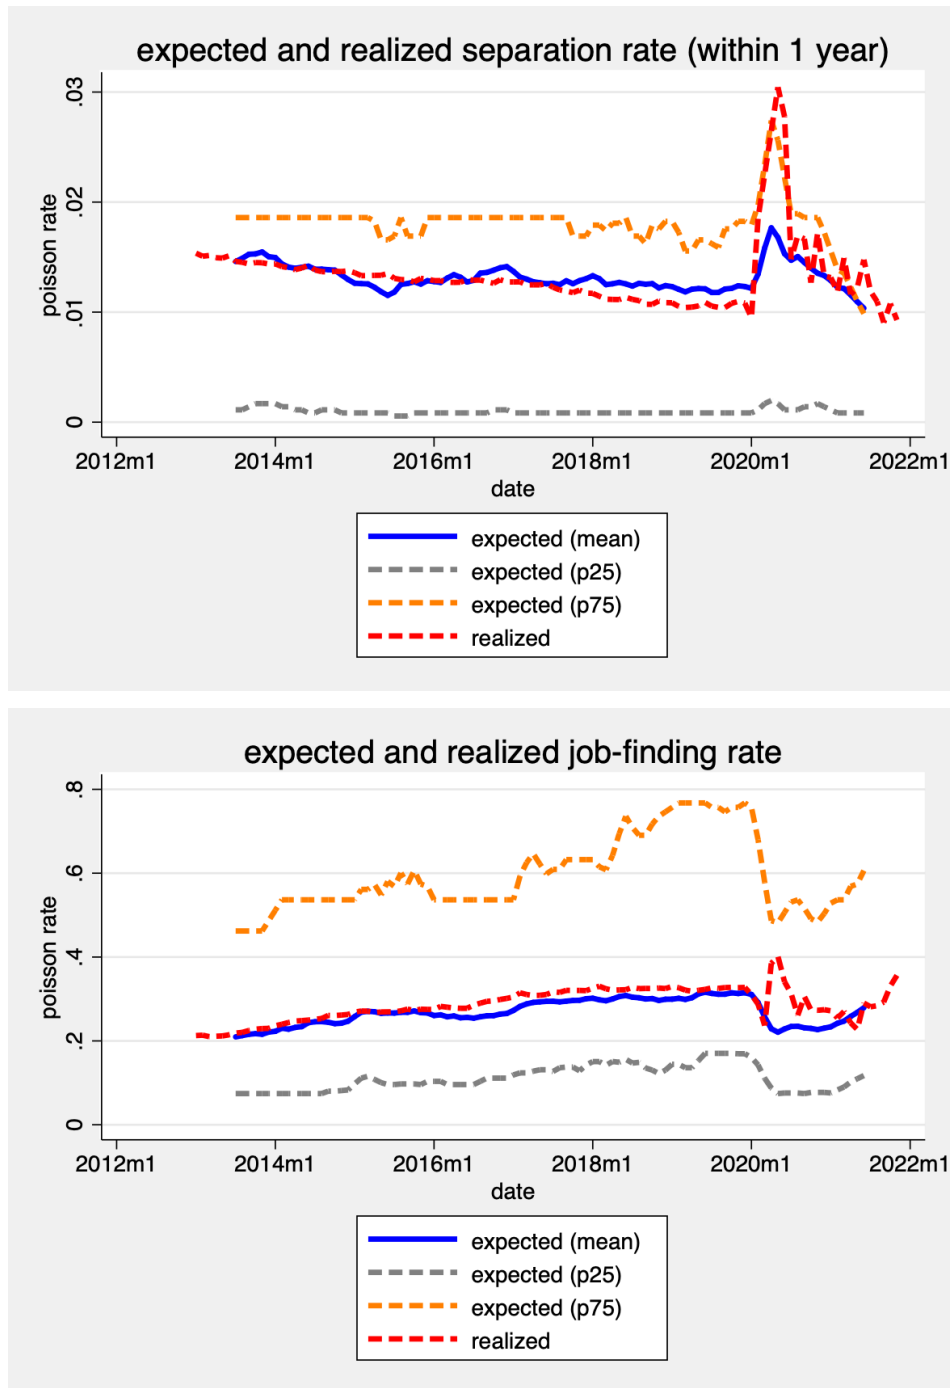 expected and realized separation rate (within 1 year)
poisson rate
.03
.02
.01
0
2012m1 2014m1 2016m1 2018m1 2020m1 2022m1
date
expected (mean)
expected (p25)
expected (p75)
realized
expected and realized job-finding rate
poisson rate
.8
.6
.4
.2
0
2012m1 2014m1 2016m1 2018m1 2020m1 2022m1
date
expected (mean)
expected (p25)
expected (p75)
realized